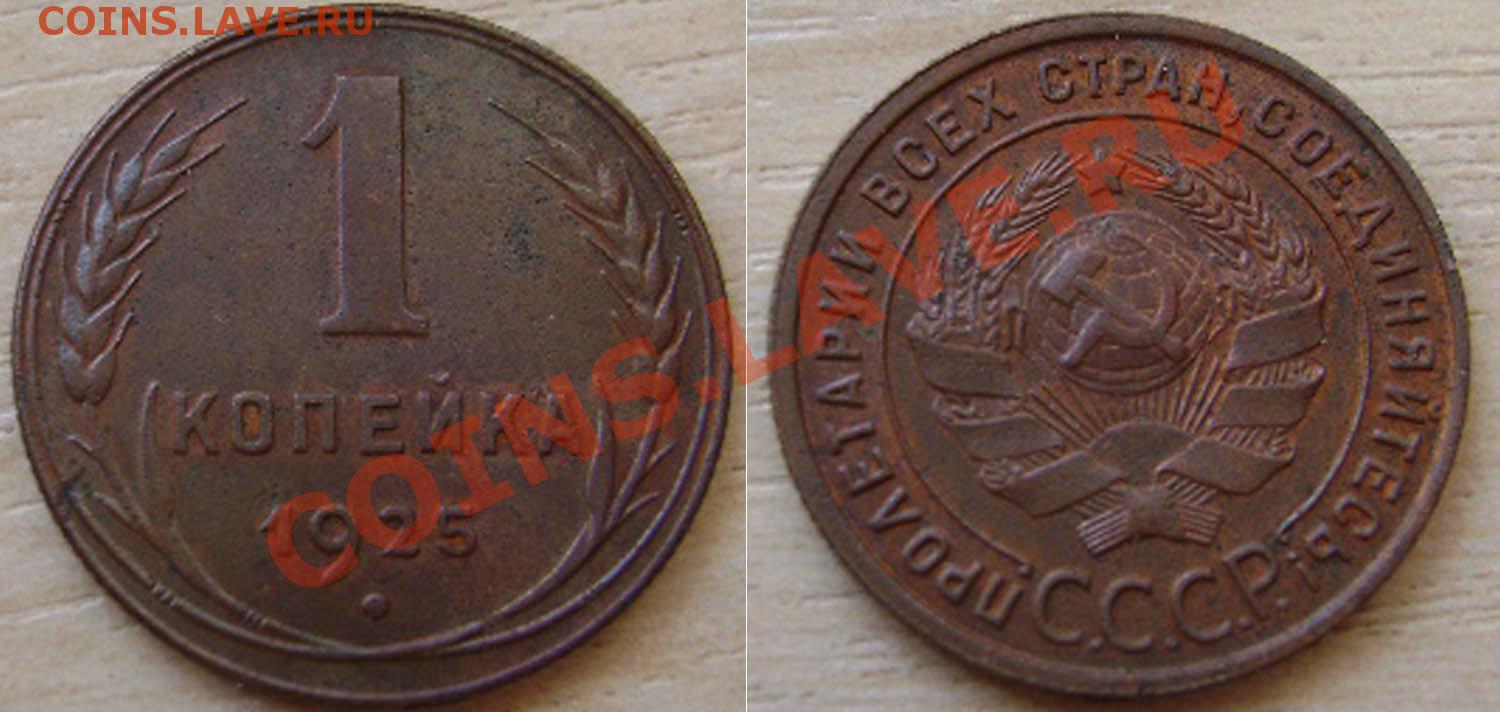 COINS.LAVE.RU
1
КОПЕЙКА
1925
ПРОЛЕТАРИИ ВСЕХ СТРАН, СОЕДИНЯЙТЕСЬ!
С.С.С.Р.
COINS.LAVE.RU